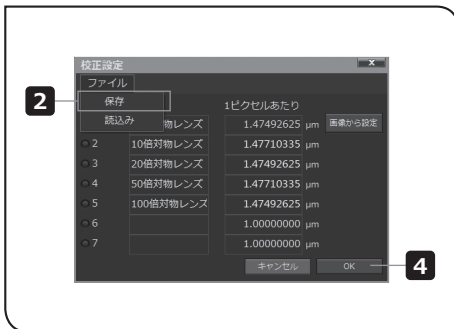 校正設定 x
ファイル
2 保存
読込み
1ピクセルあたり
物レンズ 1.47492625 μm 画像から設定
2 10倍対物レンズ 1.47710335 μm
3 20倍対物レンズ 1.47492625 μm
4 50倍対物レンズ 1.47710335 μm
5 100倍対物レンズ 1.47492625 μm
6 1.00000000 μm
7 1.00000000 μm
キャンセル OK 4